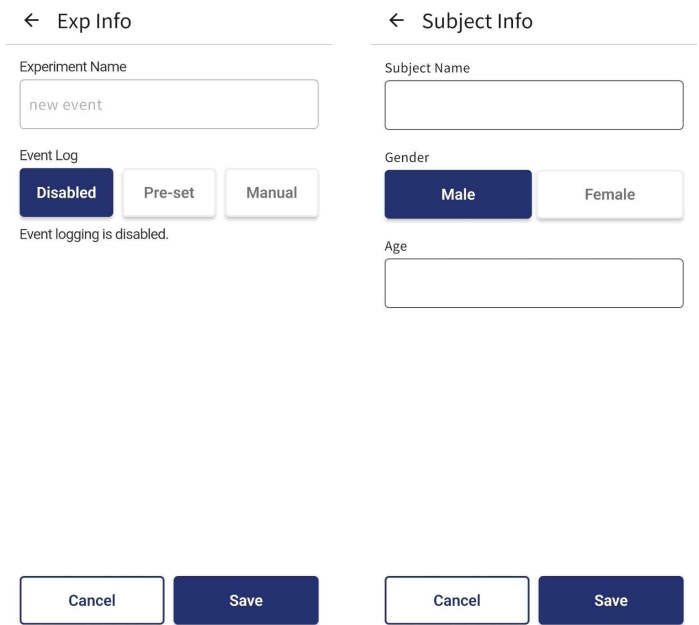 Exp Info
Experiment Name
new event
Event Log
Disabled Pre-set Manual
Event logging is disabled.
Cancel Save
Subject Info
Subject Name
Gender
Male Female
Age
Cancel Save